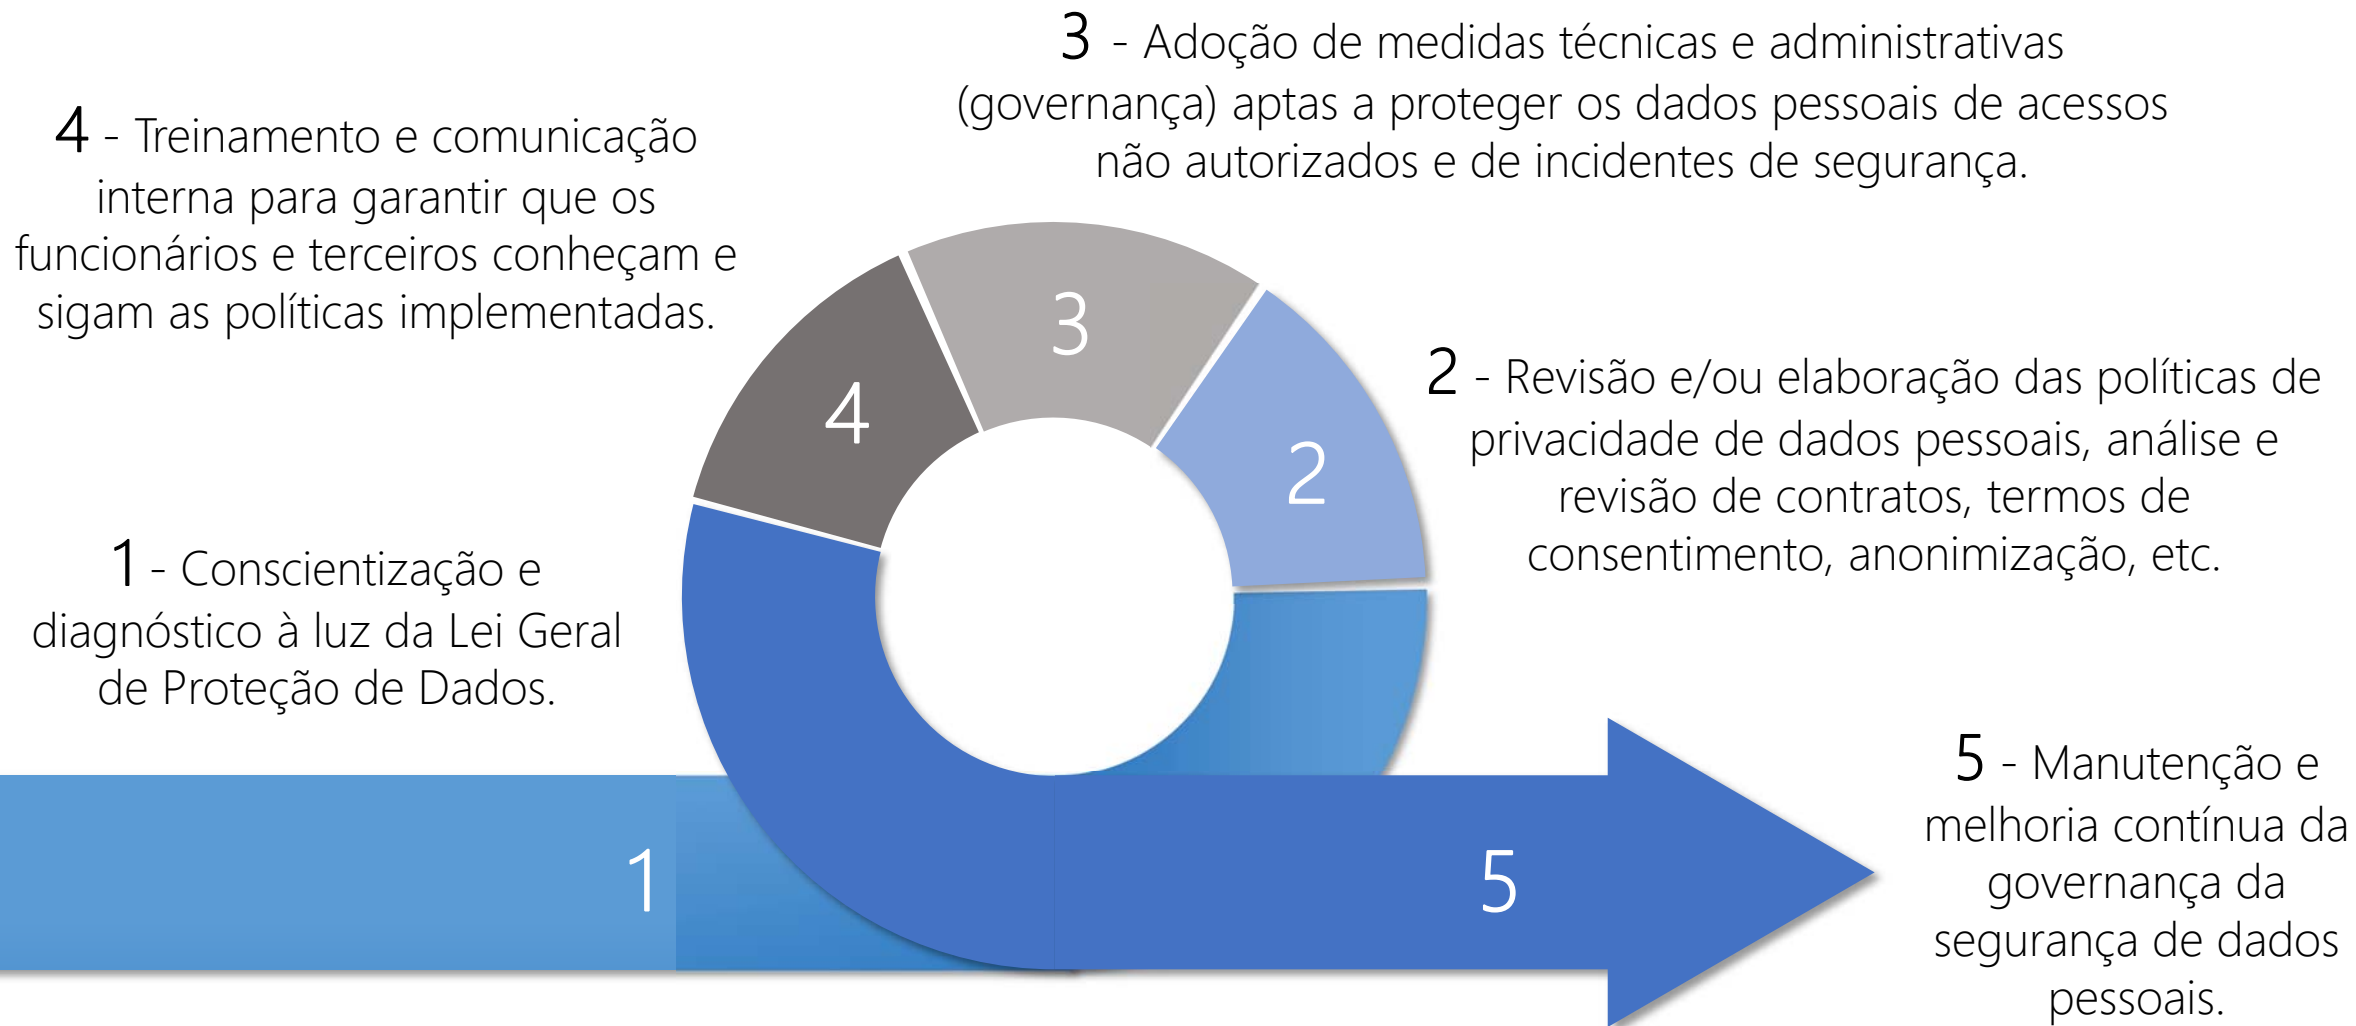 3 - Adoção de medidas técnicas e administrativas
(governança) aptas a proteger os dados pessoais de acessos
não autorizados e de incidentes de segurança.
4 - Treinamento e comunicação
interna para garantir que os
funcionários e terceiros conheçam e
sigam as políticas implementadas.
3
4
2
2 - Revisão e/ou elaboração das políticas de
privacidade de dados pessoais, análise e
revisão de contratos, termos de
consentimento, anonimização, etc.
1 - Conscientização e
diagnóstico à luz da Lei Geral
de Proteção de Dados.
1
5
5 - Manutenção e
melhoria contínua da
governança da
segurança de dados
pessoais.